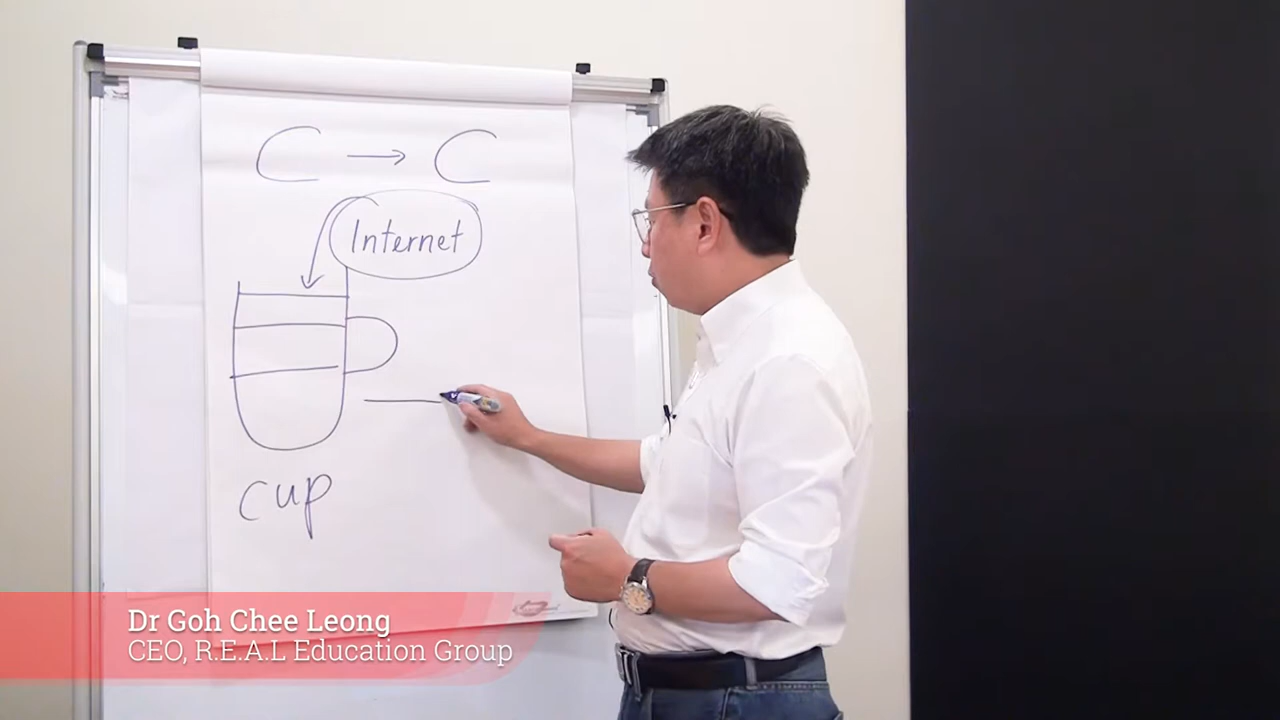 C → C
Internet
cup
Dr Goh Chee Leong
CEO, R.E.A.L Education Group